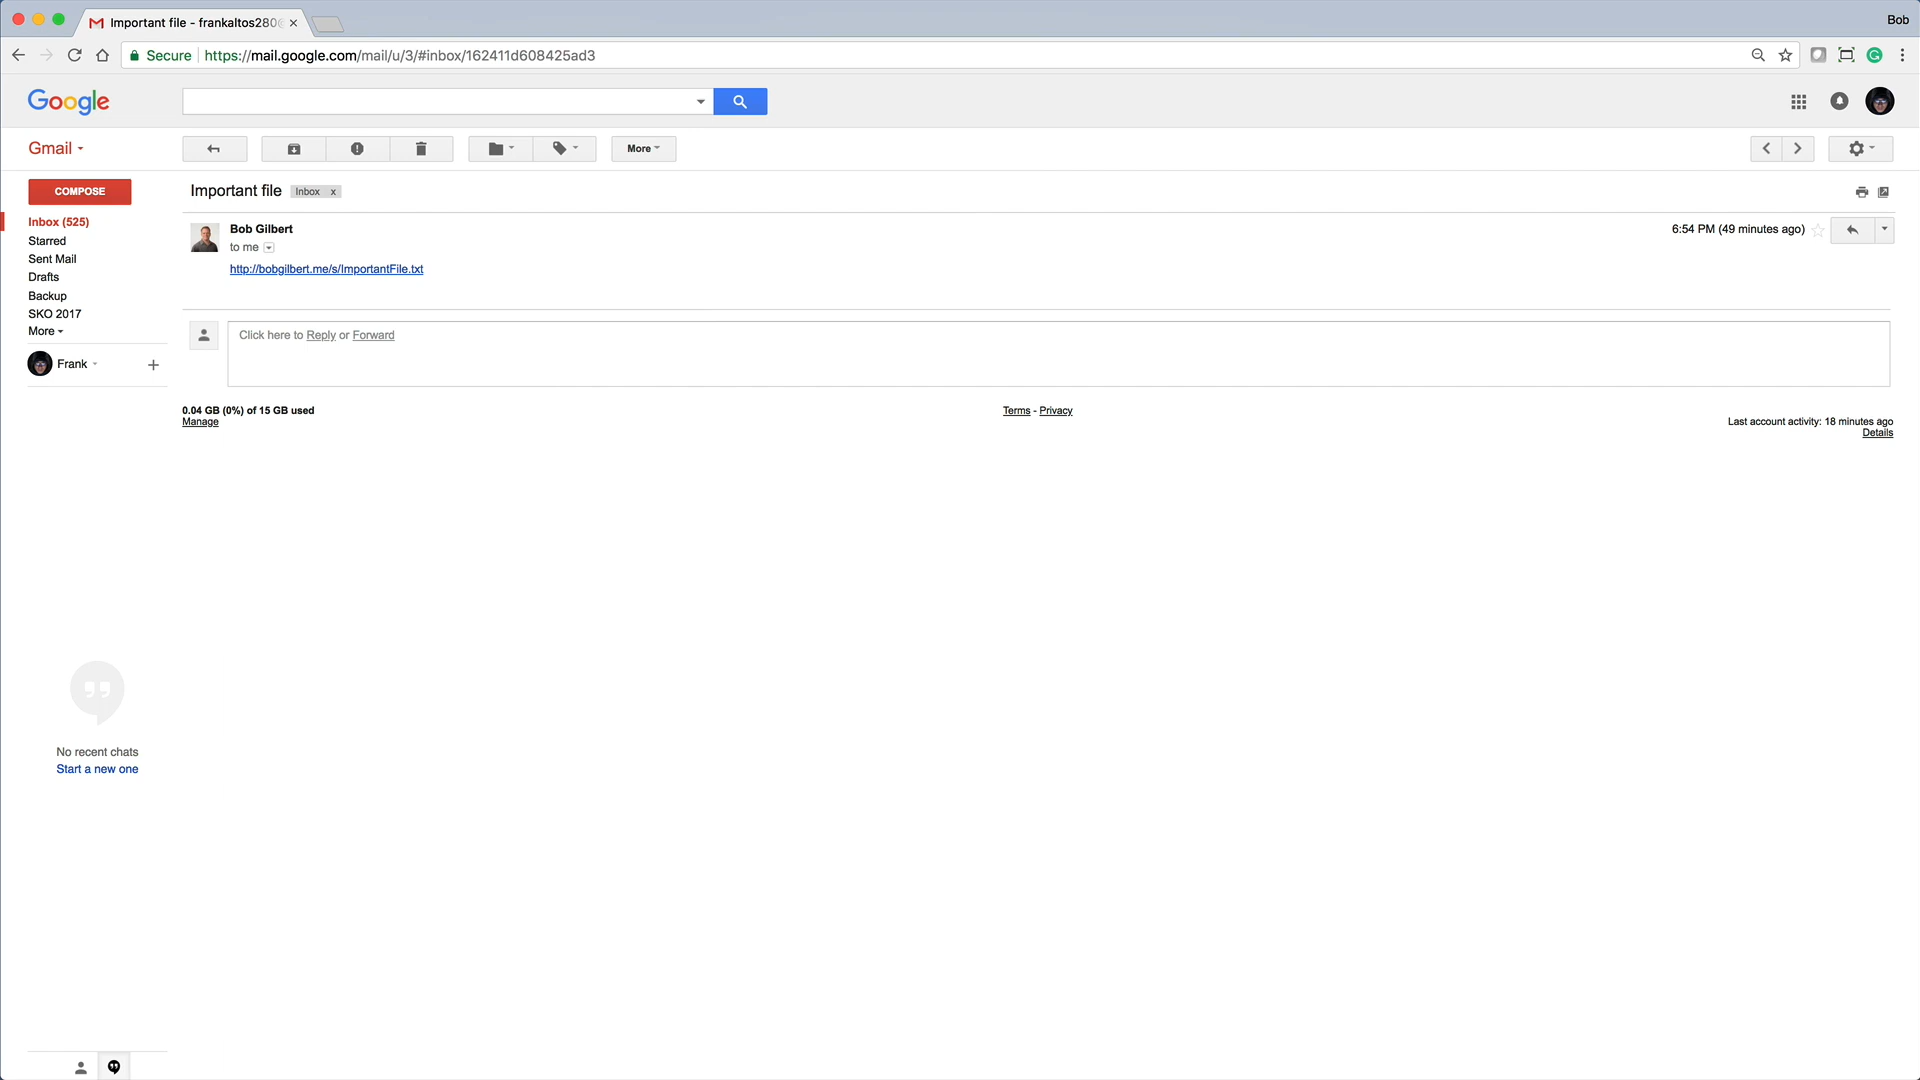 Important file - frankaltos280
Bob
Secure https://mail.google.com/mail/u/3/#inbox/162411d608425ad3
Google
Gmail
More
COMPOSE
Important file Inbox x
Inbox (525)
Starred
Sent Mail
Drafts
Backup
SKO 2017
More
Frank
Bob Gilbert
6:54 PM (49 minutes ago)
to me
http://bobgilbert.me/s/ImportantFile.txt
Click here to Reply or Forward
0.04 GB (0%) of 15 GB used
Manage
Terms - Privacy
Last account activity: 18 minutes ago
Details
No recent chats
Start a new one